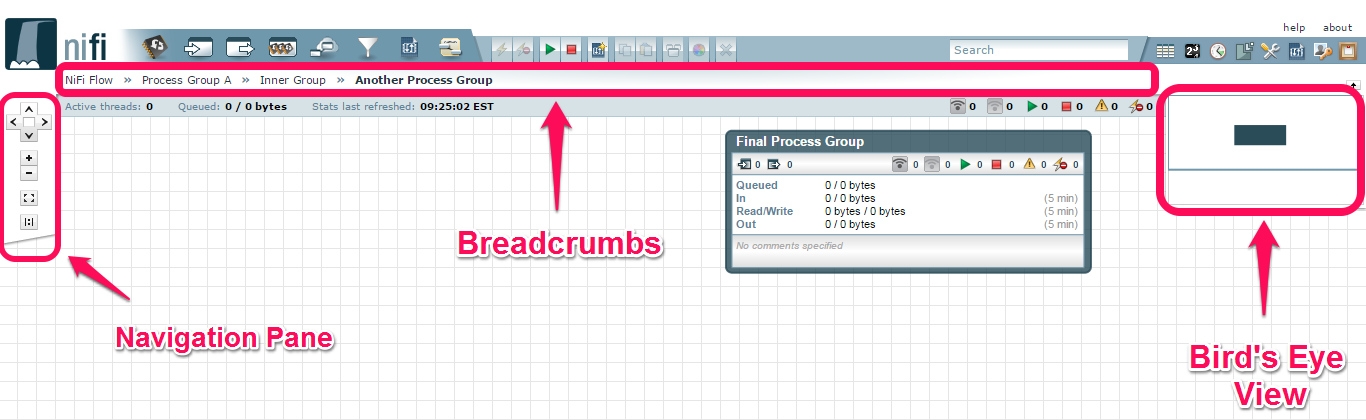 help about
nifi
Search
NiFi Flow » Process Group A » Inner Group » Another Process Group
Active threads: 0 Queued: 0 / 0 bytes Stats last refreshed: 09:25:02 EST 0 0 0 0 0 0
Final Process Group
0 0 0 0 0 0 0 0
Queued 0 / 0 bytes
In 0 / 0 bytes (5 min)
Read/Write 0 bytes / 0 bytes (5 min)
Out 0 / 0 bytes (5 min)
No comments specified
Breadcrumbs
Navigation Pane
Bird's Eye
View